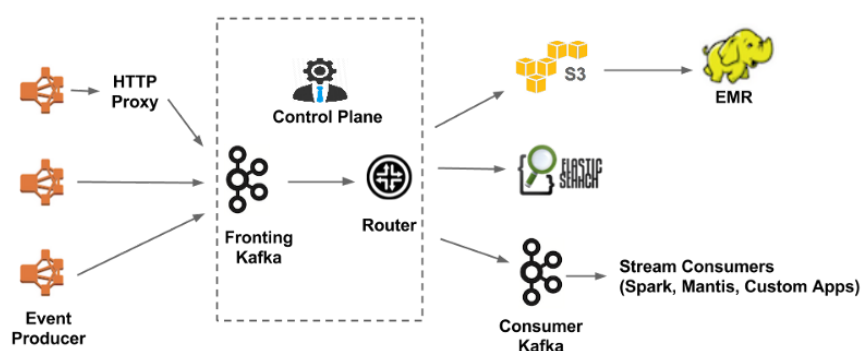 HTTP
Proxy
Control Plane
S3
EMR
ELASTIC
SEARCH
Fronting
Kafka
Router
Event
Producer
Consumer
Kafka
Stream Consumers
(Spark, Mantis, Custom Apps)